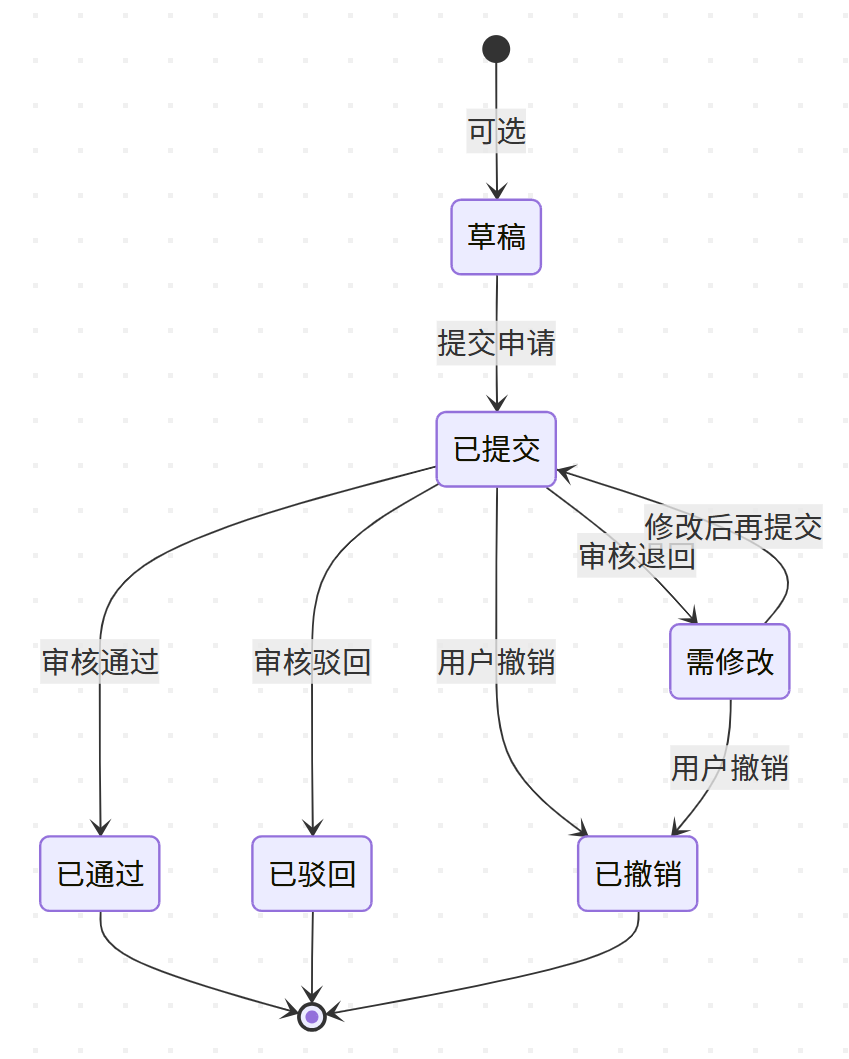 可选
草稿
提交申请
已提交
修改后再提交
审核退回
审核通过
审核驳回
用户撤销
需修改
用户撤销
已通过
已驳回
已撤销